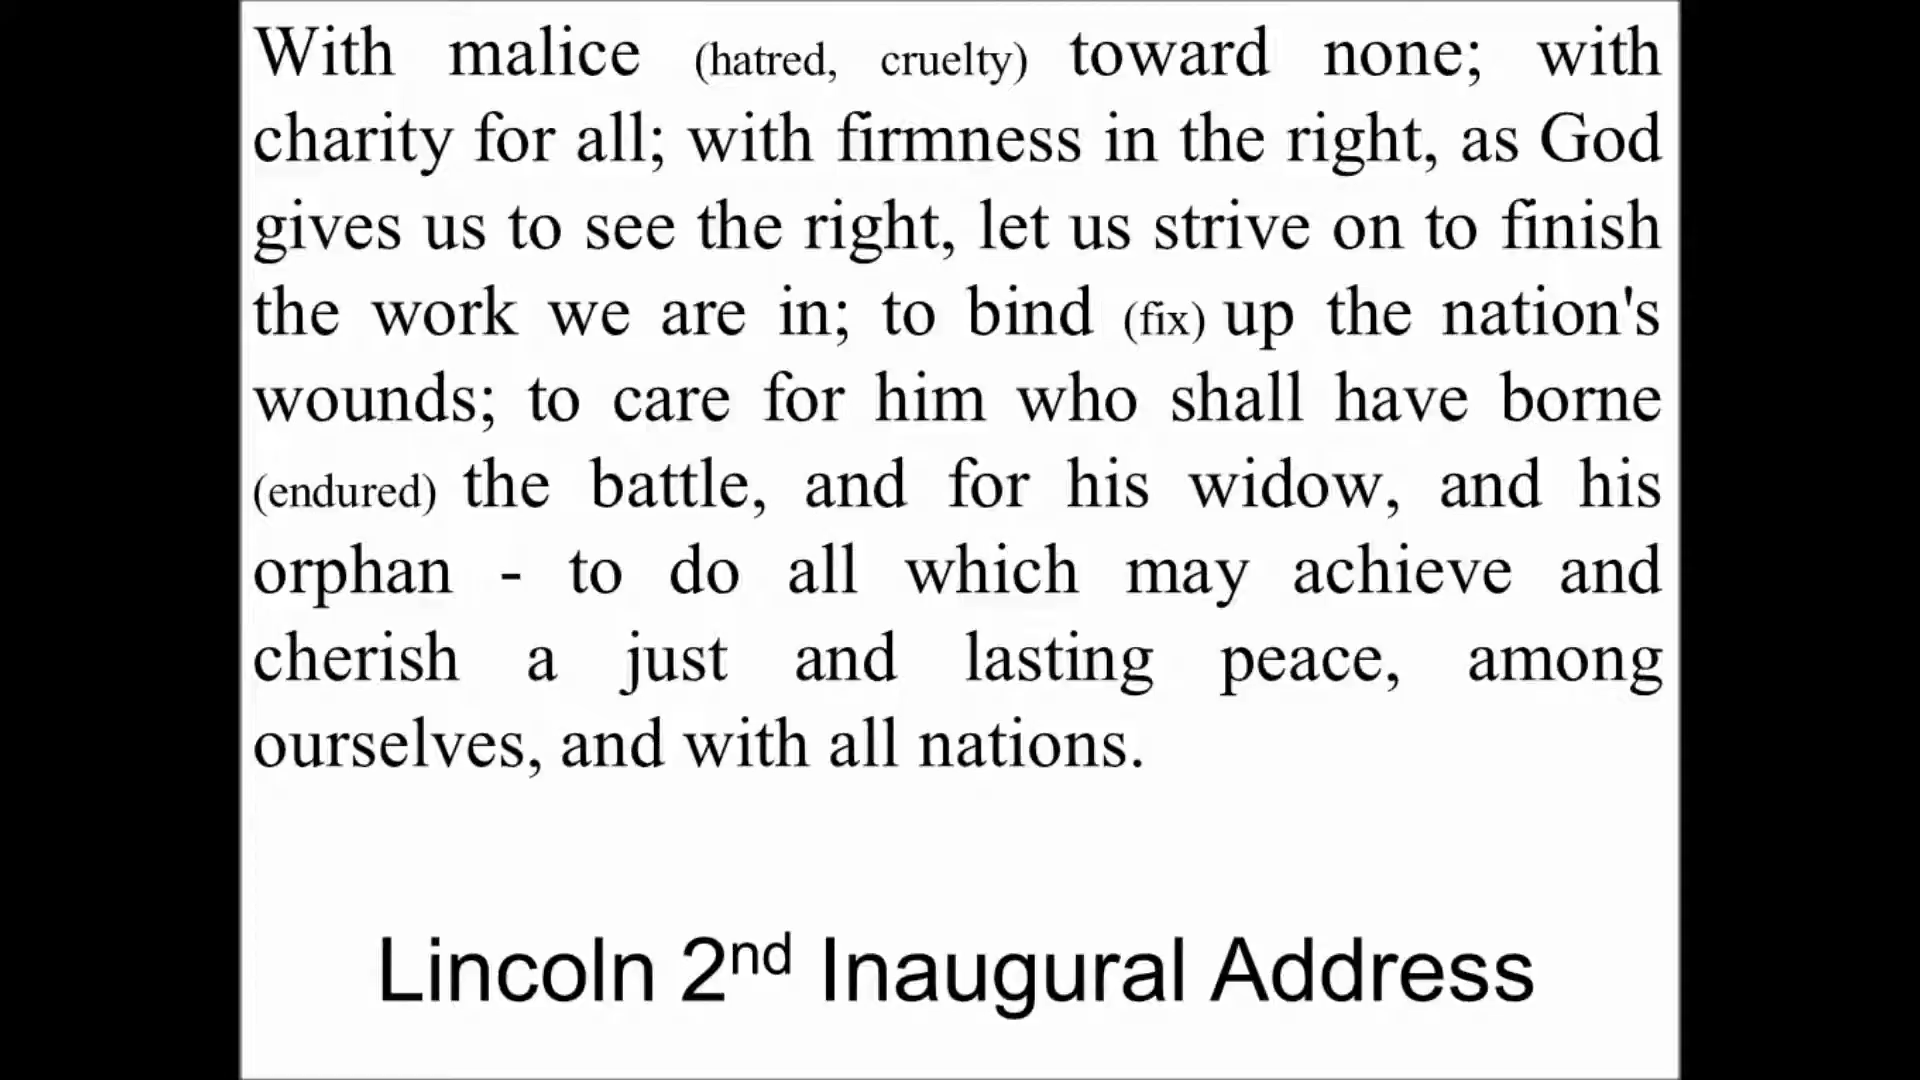 With malice (hatred, cruelty) toward none; with
charity for all; with firmness in the right, as God
gives us to see the right, let us strive on to finish
the work we are in; to bind (fix) up the nation's
wounds; to care for him who shall have borne
(endured) the battle, and for his widow, and his
orphan - to do all which may achieve and
cherish a just and lasting peace, among
ourselves, and with all nations.
Lincoln 2nd Inaugural Address